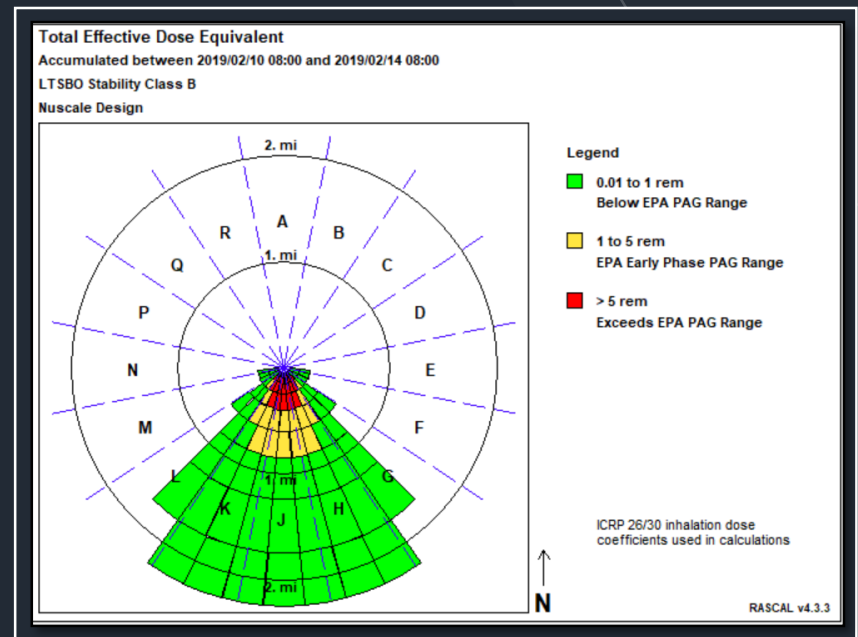 Total Effective Dose Equivalent
Accumulated between 2019/02/10 08:00 and 2019/02/14 08:00
LTSBO Stability Class B
Nuscale Design
2. mi
A
R
B
1. mi
Q
C
P
D
N
E
M
F
L
G
1. mi
K
H
J
2. mi
Legend
0.01 to 1 rem
Below EPA PAG Range
1 to 5 rem
EPA Early Phase PAG Range
> 5 rem
Exceeds EPA PAG Range
ICRP 26/30 inhalation dose
coefficients used in calculations
N
RASCAL v4.3.3